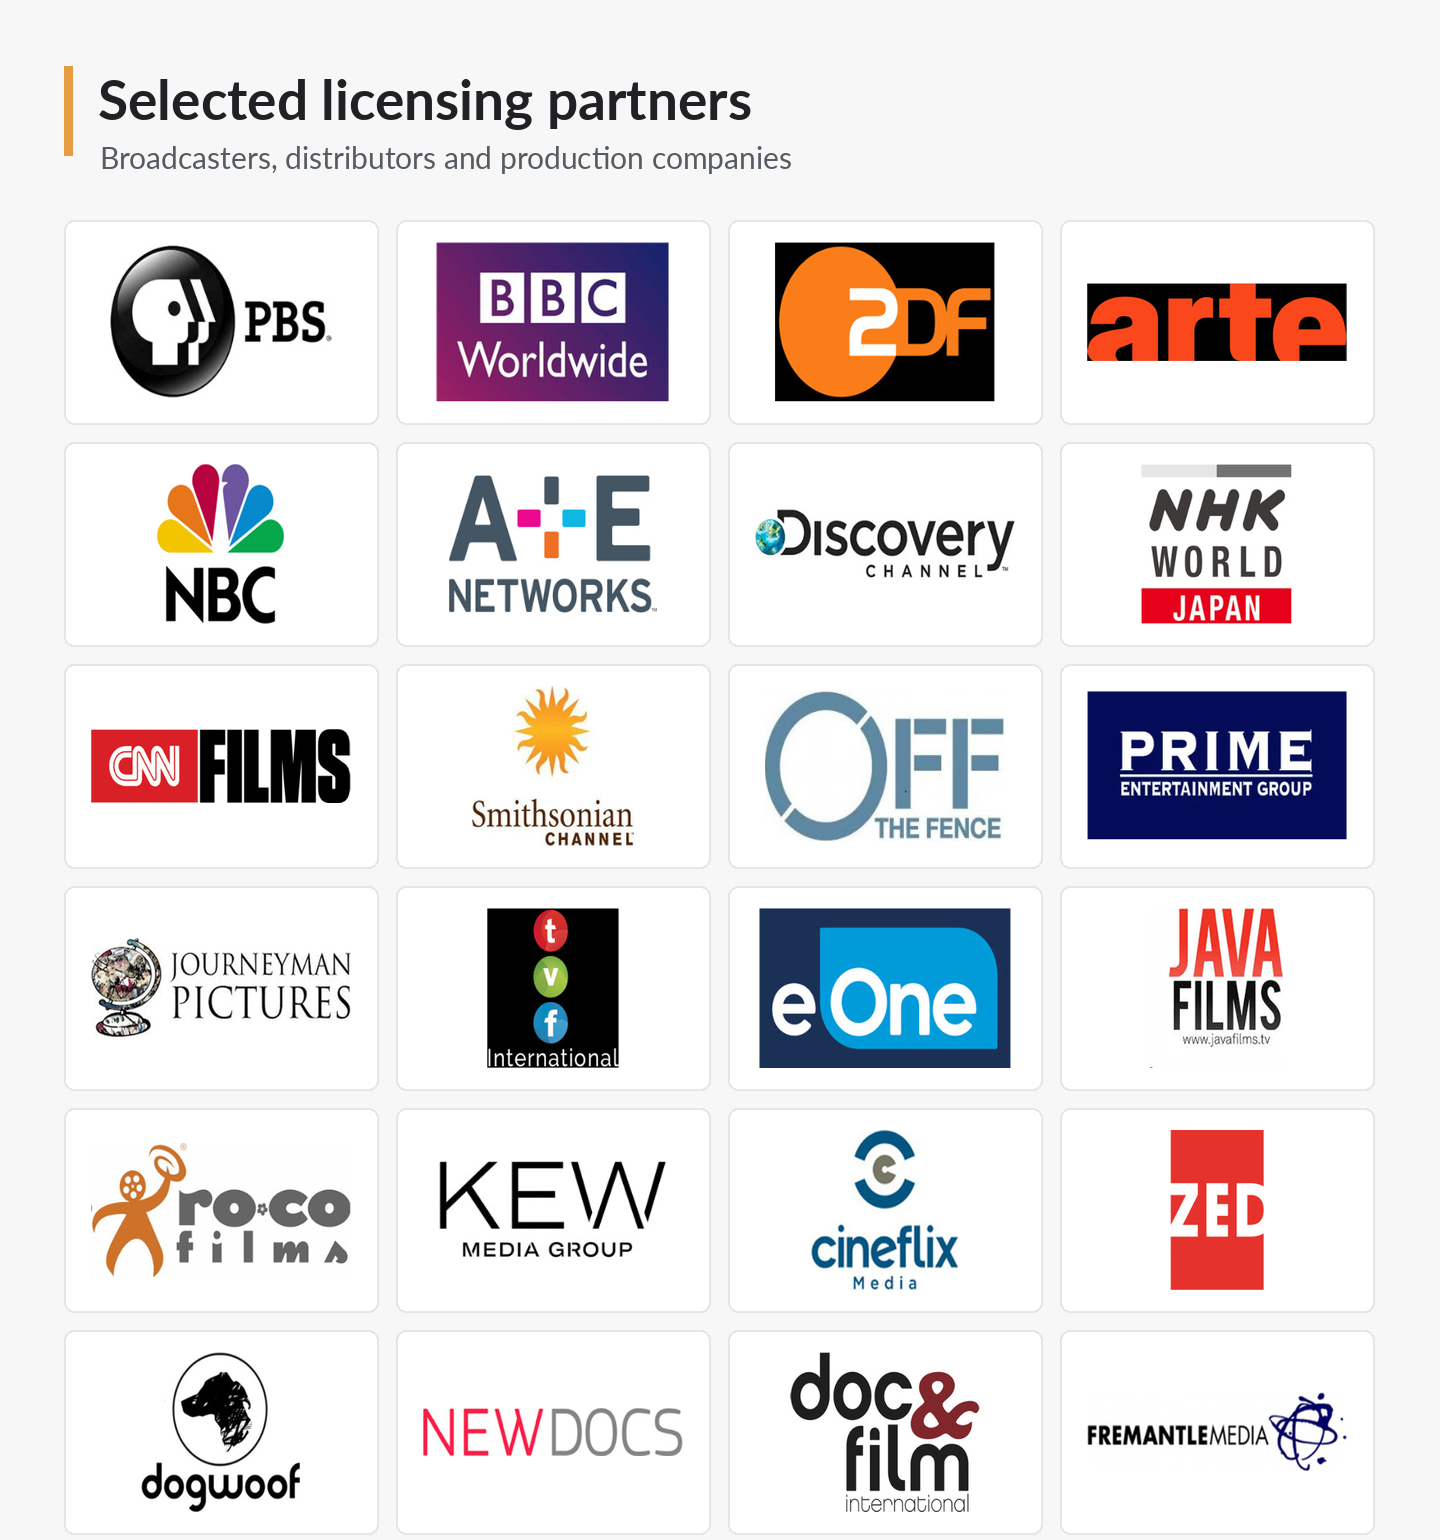 Selected licensing partners
Broadcasters, distributors and production companies
PBS
BBC
Worldwide
2DF
arte
NBC
A+E
NETWORKS™
Discovery
CHANNEL™
NHK
WORLD
JAPAN
CNN FILMS
Smithsonian
CHANNEL
OFF
THE FENCE
PRIME
ENTERTAINMENT GROUP
JOURNEYMAN
PICTURES
t
v
f
International
eOne
JAVA
FILMS
www.javafilms.tv
ro·co
films
KEW
MEDIA GROUP
c
cineflix
Media
ZED
dogwoof
NEWDOCS
doc&
film
international
FREMANTLEMEDIA